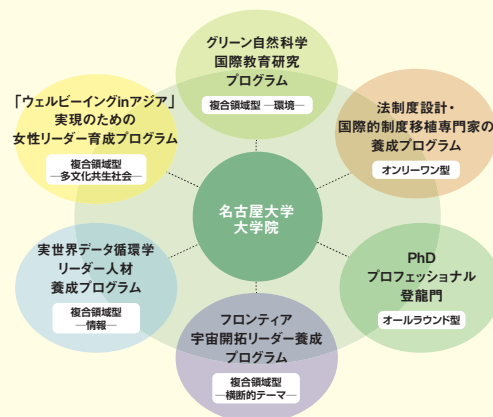 グリーン自然科学
国際教育研究
プログラム
複合領域型 ―環境―
「ウェルビーイングinアジア」
実現のための
女性リーダー育成プログラム
複合領域型
―多文化共生社会―
法制度設計・
国際的制度移植専門家の
養成プログラム
オンリーワン型
名古屋大学
大学院
実世界データ循環学
リーダー人材
養成プログラム
複合領域型
―情報―
PhD
プロフェッショナル
登龍門
オールラウンド型
フロンティア
宇宙開拓リーダー養成
プログラム
複合領域型
―横断的テーマ―